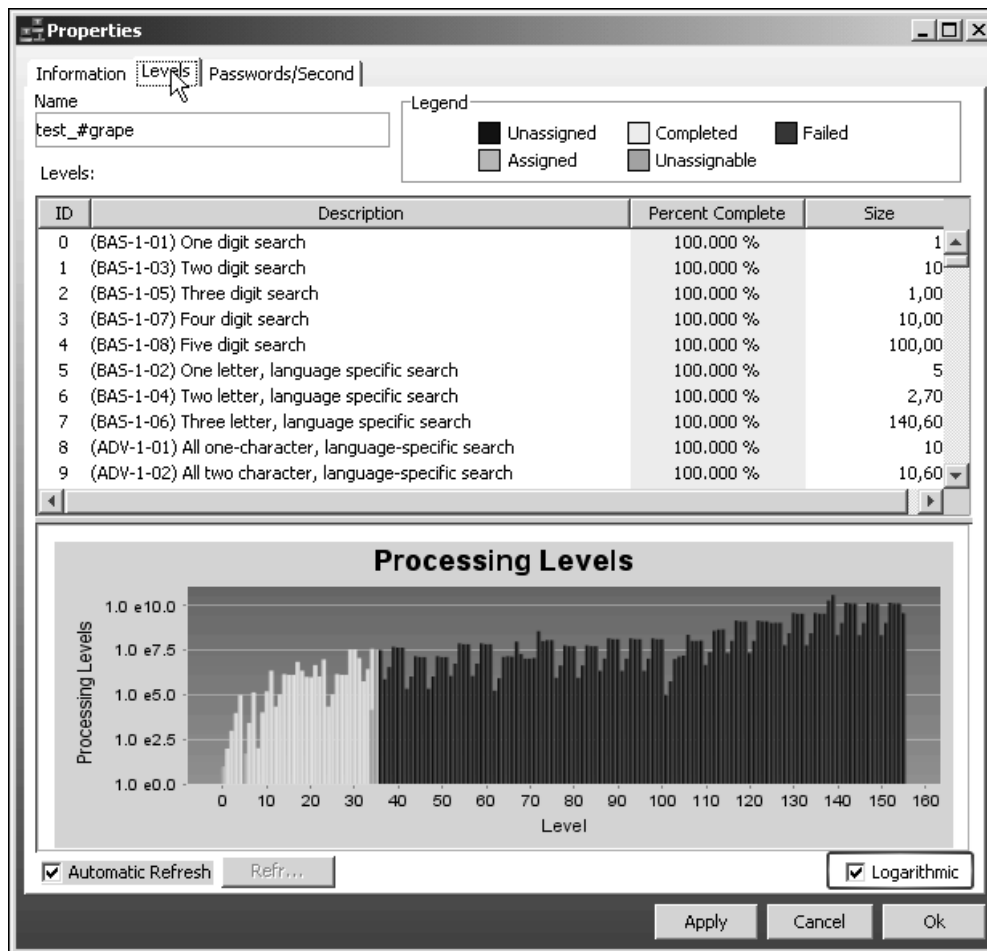 Properties
Information Levels Passwords/Second
Name
test_#grape
Legend
Unassigned Completed Failed
Assigned Unassignable
Levels:
ID Description Percent Complete Size
0 (BAS-1-01) One digit search 100.000 % 1
1 (BAS-1-03) Two digit search 100.000 % 10
2 (BAS-1-05) Three digit search 100.000 % 1,00
3 (BAS-1-07) Four digit search 100.000 % 10,00
4 (BAS-1-08) Five digit search 100.000 % 100,00
5 (BAS-1-02) One letter, language specific search 100.000 % 5
6 (BAS-1-04) Two letter, language specific search 100.000 % 2,70
7 (BAS-1-06) Three letter, language specific search 100.000 % 140,60
8 (ADV-1-01) All one-character, language-specific search 100.000 % 10
9 (ADV-1-02) All two character, language-specific search 100.000 % 10,60
Processing Levels
Processing Levels
1.0 e10.0
1.0 e7.5
1.0 e5.0
1.0 e2.5
1.0 e0.0
0 10 20 30 40 50 60 70 80 90 100 110 120 130 140 150 160
Level
Automatic Refresh Refr... Logarithmic
Apply Cancel Ok